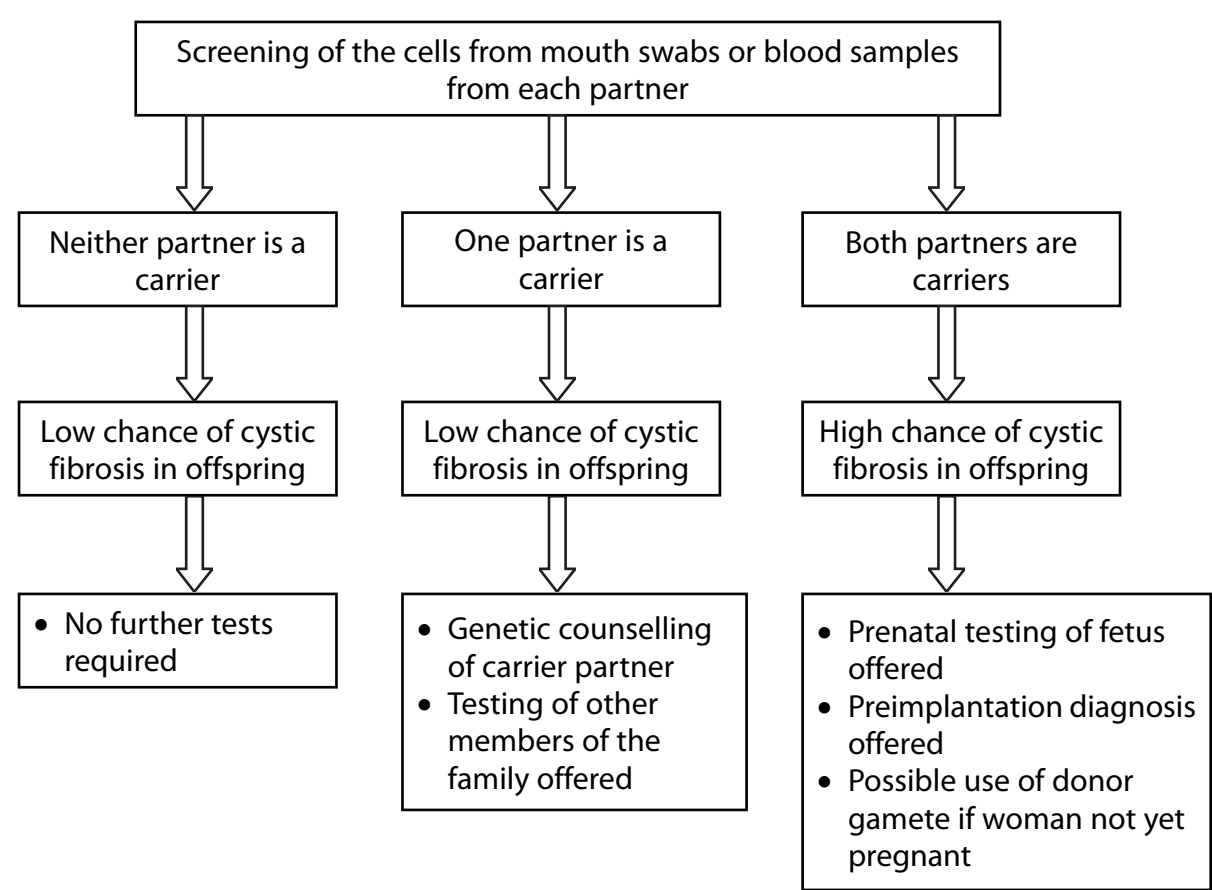 Screening of the cells from mouth swabs or blood samples
from each partner
Neither partner is a
carrier
One partner is a
carrier
Both partners are
carriers
Low chance of cystic
fibrosis in offspring
Low chance of cystic
fibrosis in offspring
High chance of cystic
fibrosis in offspring
• No further tests
required
• Genetic counselling
of carrier partner
• Testing of other
members of the
family offered
• Prenatal testing of fetus
offered
• Preimplantation diagnosis
offered
• Possible use of donor
gamete if woman not yet
pregnant